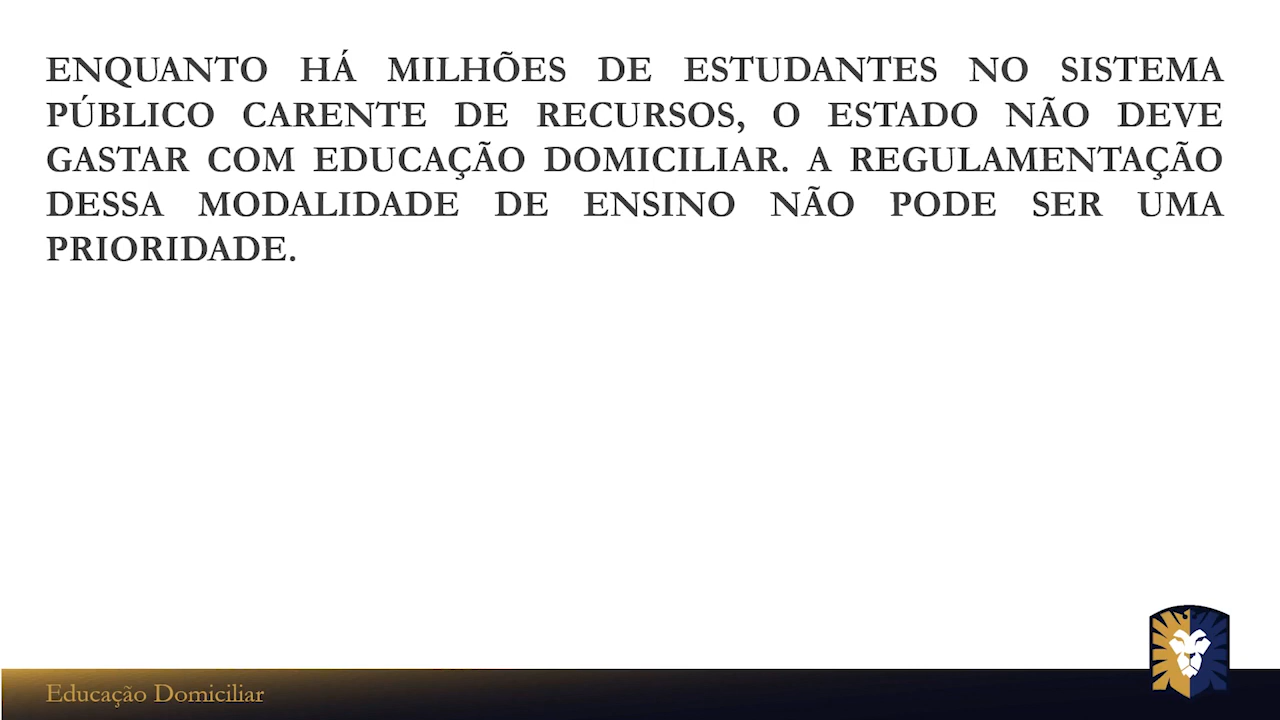 ENQUANTO HÁ MILHÕES DE ESTUDANTES NO SISTEMA
PÚBLICO CARENTE DE RECURSOS, O ESTADO NÃO DEVE
GASTAR COM EDUCAÇÃO DOMICILIAR. A REGULAMENTAÇÃO
DESSA MODALIDADE DE ENSINO NÃO PODE SER UMA
PRIORIDADE.
Educação Domiciliar